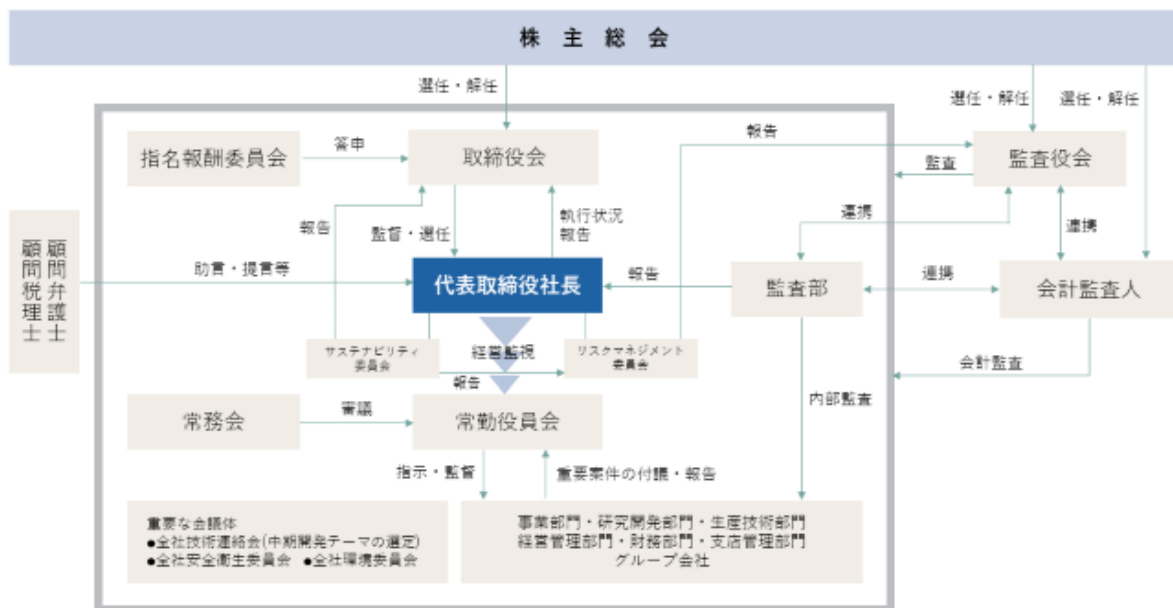 株主総会
選任・解任
選任・解任
選任・解任
指名報酬委員会
答申
取締役会
報告
監査役会
監査
報告
監督・選任
執行状況
報告
連携
連携
顧問弁護士
顧問税理士
助言・提言等
代表取締役社長
報告
監査部
連携
会計監査人
サステナビリティ
委員会
経営監視
リスクマネジメント
委員会
報告
会計監査
内部監査
常務会
審議
常勤役員会
指示・監督
重要案件の付議・報告
重要な会議体
●全社技術連絡会(中期開発テーマの選定)
●全社安全衛生委員会 ●全社環境委員会
事業部門・研究開発部門・生産技術部門
経営管理部門・財務部門・支店管理部門
グループ会社